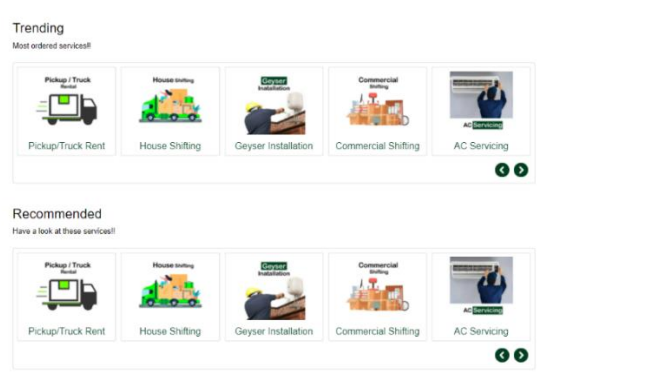 Trending
Most ordered services!!
Pickup / Truck
Rental
House Shifting
Geyser
Installation
Commercial
Shifting
AC Servicing
Pickup/Truck Rent
House Shifting
Geyser Installation
Commercial Shifting
AC Servicing
Recommended
Have a look at these services!!
Pickup / Truck
Rental
House Shifting
Geyser
Installation
Commercial
Shifting
AC Servicing
Pickup/Truck Rent
House Shifting
Geyser Installation
Commercial Shifting
AC Servicing